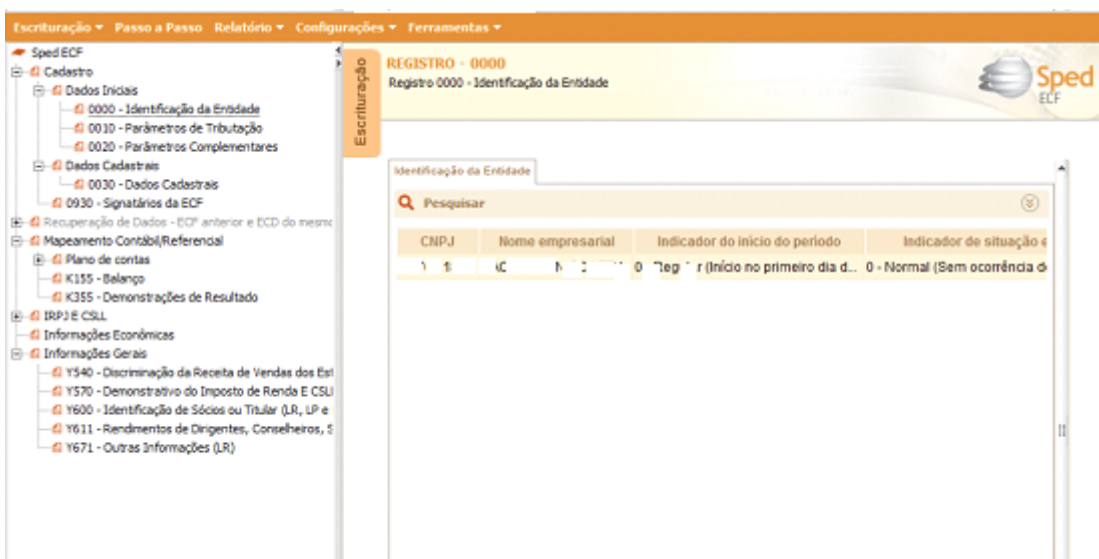 Escrituração Passo a Passo Relatório Configurações Ferramentas
Sped ECF
Cadastro
Dados Iniciais
0000 - Identificação da Entidade
0010 - Parâmetros de Tributação
0020 - Parâmetros Complementares
Dados Cadastrais
0030 - Dados Cadastrais
0930 - Signatários da ECF
Recuperação de Dados - ECF anterior e ECD do mesmo
Mapeamento Contábil/Referencial
Plano de contas
K155 - Balanço
K355 - Demonstrações de Resultado
IRPJ E CSLL
Informações Econômicas
Informações Gerais
Y540 - Discriminação da Receita de Vendas dos Est
Y570 - Demonstrativo do Imposto de Renda E CSLL
Y600 - Identificação de Sócios ou Titular (LR, LP e
Y611 - Rendimentos de Dirigentes, Conselheiros, S
Y671 - Outras Informações (LR)
Escrituração
REGISTRO - 0000
Registro 0000 - Identificação da Entidade
Sped
ECF
Identificação da Entidade
Pesquisar
CNPJ Nome empresarial Indicador do início do período Indicador de situação e
0 (Início no primeiro dia d... 0 - Normal (Sem ocorrência de